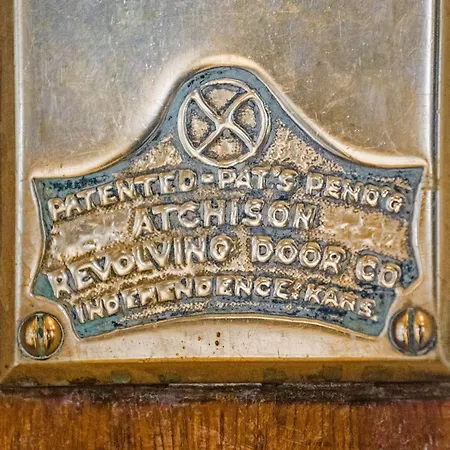 PATENTED - PAT'S PEND'G
ATCHISON
REVOLVING DOOR CO
INDEPENDENCE, KANS.